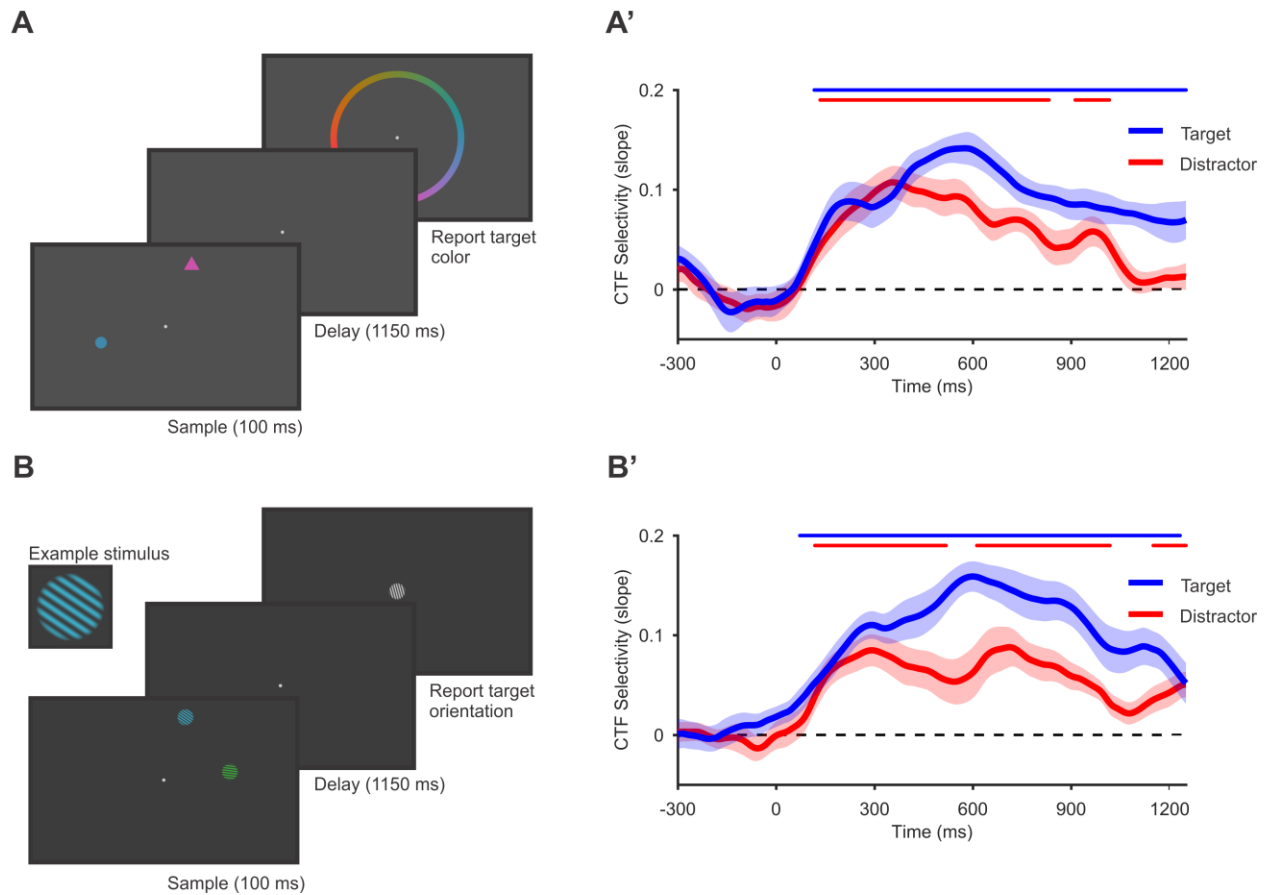 A
Report target
color
Delay (1150 ms)
Sample (100 ms)
A’
0.2
0.1
0
CTF Selectivity (slope)
Target
Distractor
-300
0
300
600
900
1200
Time (ms)
B
Example stimulus
Report target
orientation
Delay (1150 ms)
Sample (100 ms)
B’
0.2
0.1
0
CTF Selectivity (slope)
Target
Distractor
-300
0
300
600
900
1200
Time (ms)